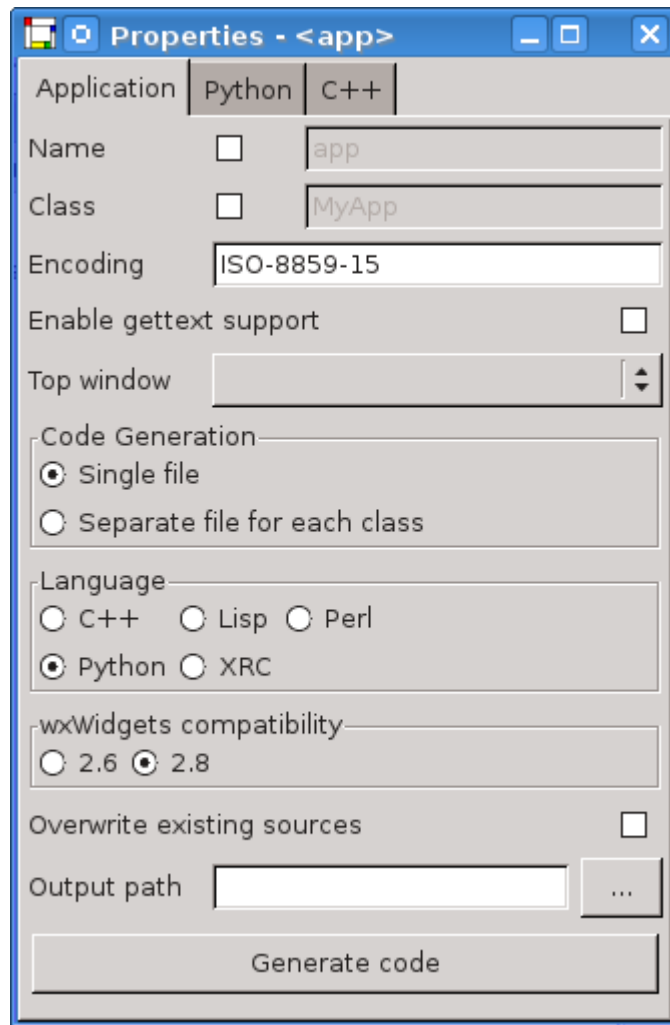 Properties - <app>
Application Python C++
Name app
Class MyApp
Encoding ISO-8859-15
Enable gettext support
Top window
Code Generation
Single file
Separate file for each class
Language
C++ Lisp Perl
Python XRC
wxWidgets compatibility
2.6 2.8
Overwrite existing sources
Output path ...
Generate code